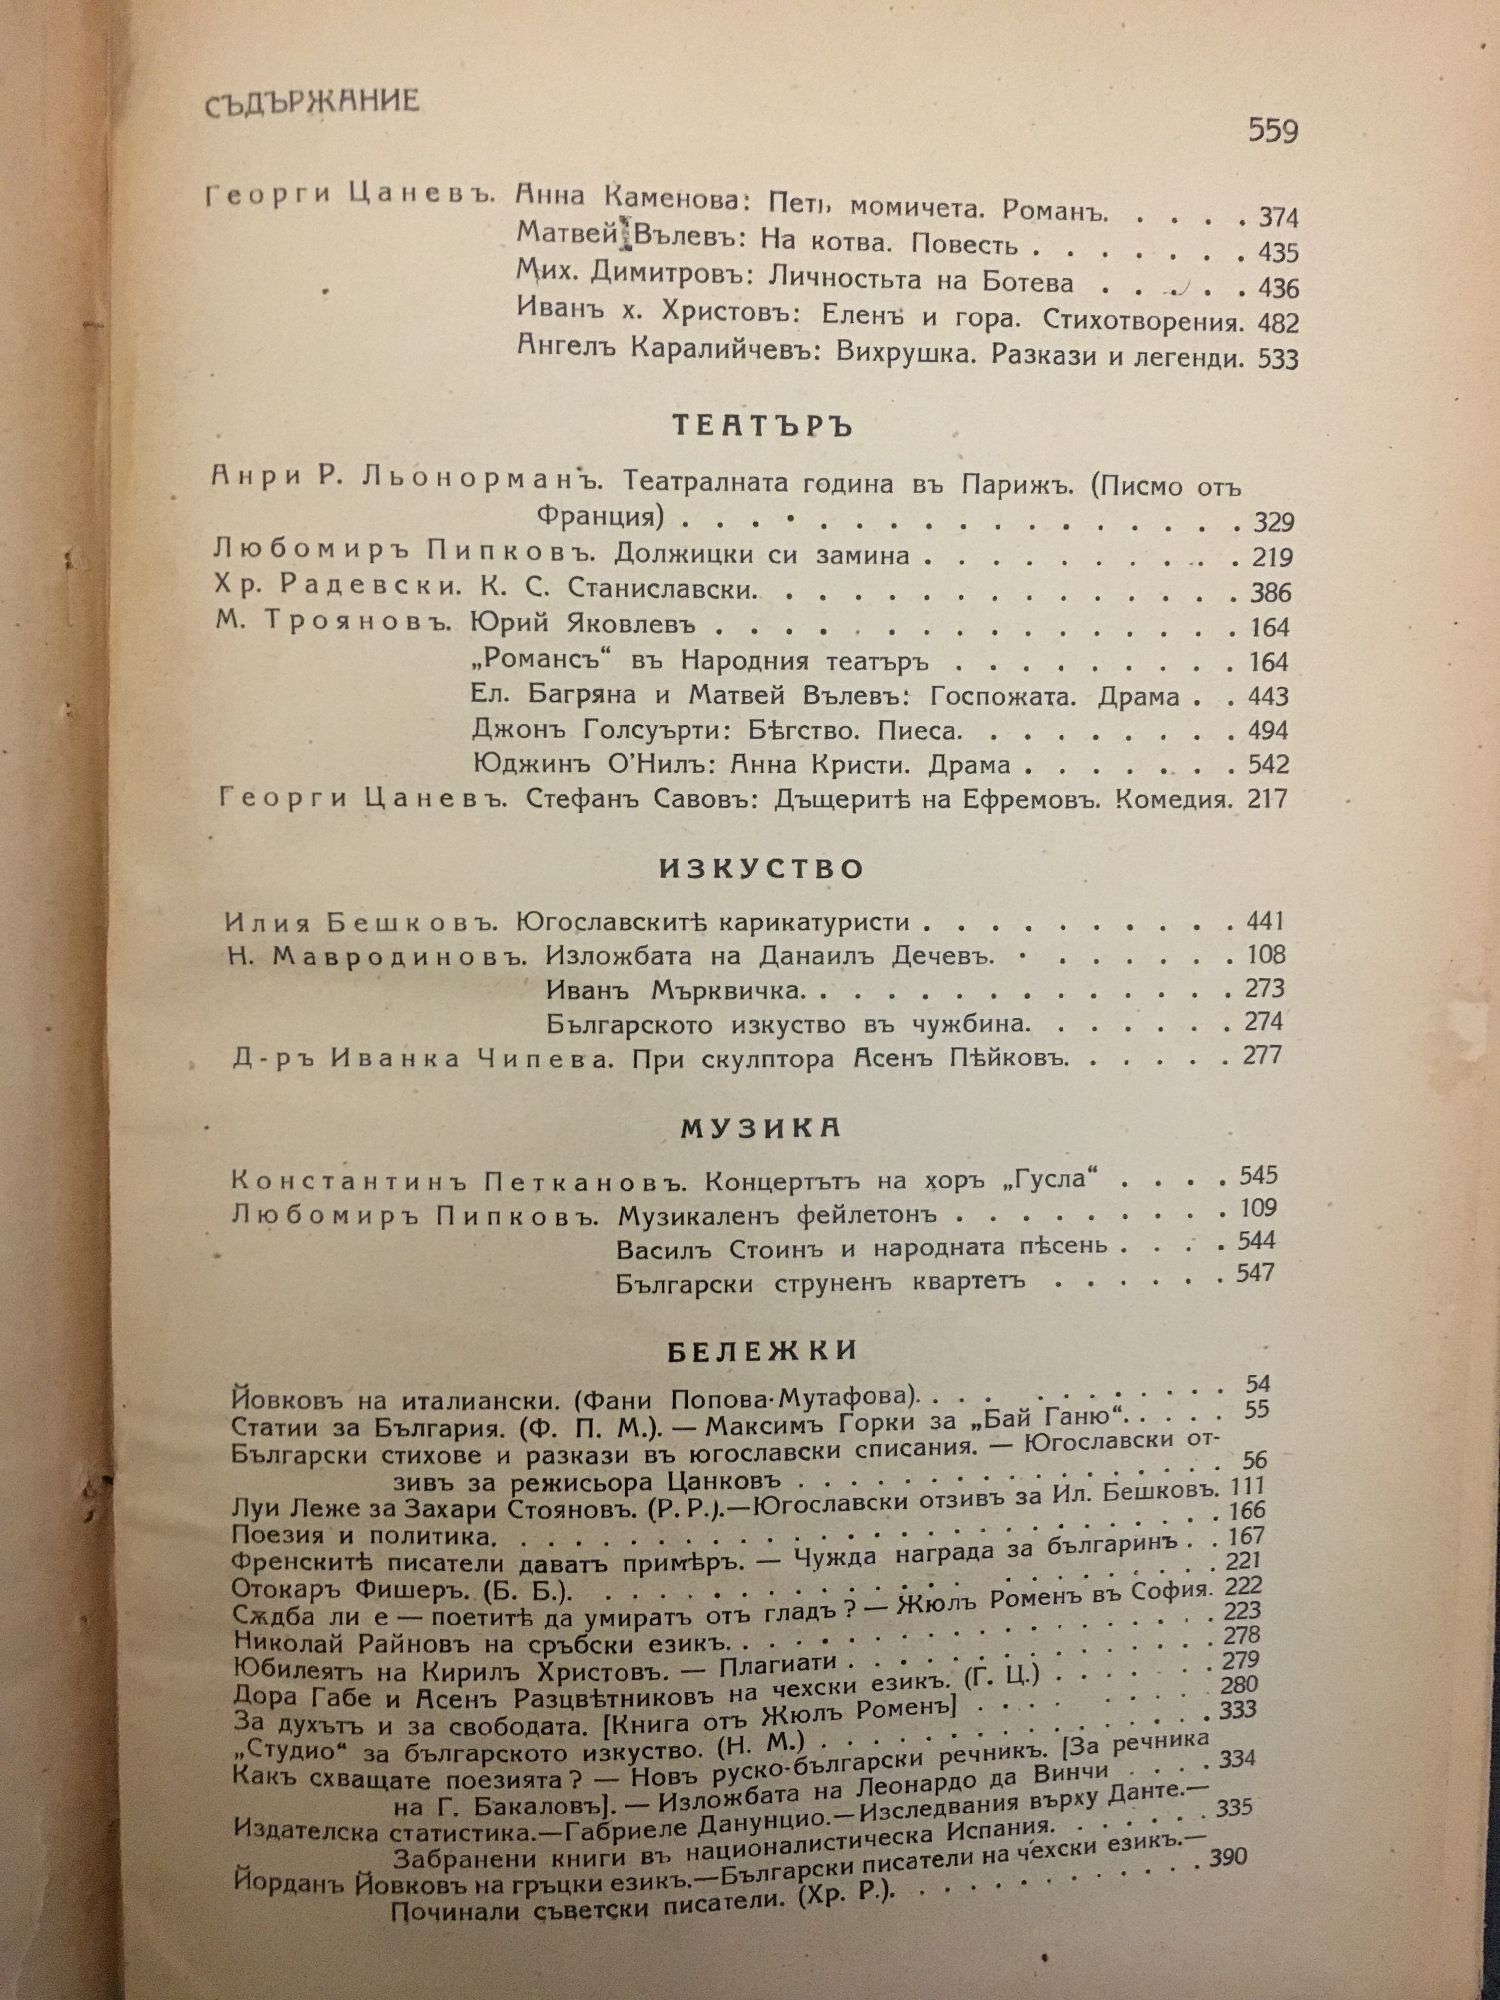 СЪДЪРЖАНИЕ
559
Георги Цаневъ. Анна Каменова: Петь момичета. Романъ. . . . . 374
Матвей Вълевъ: На котва. Повесть . . . . . . . 435
Мих. Димитровъ: Личностьта на Ботева . . . . . 436
Иванъ х. Христовъ: Еленъ и гора. Стихотворения. 482
Ангелъ Каралийчевъ: Вихрушка. Разкази и легенди. 533
ТЕАТЪРЪ
Анри Р. Льонорманъ. Театралната година въ Парижъ. (Писмо отъ
Франция) . . . . . . . . . . . . . . . . . 329
Любомиръ Пипковъ. Должицки си замина . . . . . . . . . . 219
Хр. Радевски. К. С. Станиславски. . . . . . . . . . . . . . . 386
М. Трояновъ. Юрий Яковлевъ . . . . . . . . . . . . . . . . 164
„Романсъ“ въ Народния театъръ . . . . . . . . . 164
Ел. Багряна и Матвей Вълевъ: Госпожата. Драма . . 443
Джонъ Голсуърти: Бѣгство. Пиеса. . . . . . . . . 494
Юджинъ О'Нилъ: Анна Кристи. Драма . . . . . . . 542
Георги Цаневъ. Стефанъ Савовъ: Дъщеритѣ на Ефремовъ. Комедия. 217
ИЗКУСТВО
Илия Бешковъ. Югославскитѣ карикатуристи . . . . . . . . . . 441
Н. Мавродиновъ. Изложбата на Данаилъ Дечевъ. . . . . . . . 108
Иванъ Мърквичка. . . . . . . . . . . . . . 273
Българското изкуство въ чужбина. . . . . . . 274
Д-ръ Иванка Чипева. При скулптора Асенъ Пѣйковъ. . . . . . 277
МУЗИКА
Константинъ Петкановъ. Концертътъ на хоръ „Гусла“ . . . . 545
Любомиръ Пипковъ. Музикаленъ фейлетонъ . . . . . . . . . 109
Василъ Стоинъ и народната пѣсень . . . . 544
Български струненъ квартетъ . . . . . . 547
БЕЛЕЖКИ
Йовковъ на италиански. (Фани Попова-Мутафова). . . . . . . . . . 54
Статии за България. (Ф. П. М.). — Максимъ Горки за „Бай Ганю“. . . . . 55
Български стихове и разкази въ югославски списания. — Югославски от-
зивъ за режисьора Цанковъ . . . . . . . . . . . . . 56
Луи Леже за Захари Стояновъ. (Р. Р.).—Югославски отзивъ за Ил. Бешковъ. 111
Поезия и политика. . . . . . . . . . . . . . . . . . . . . 166
Френскитѣ писатели даватъ примѣръ. — Чужда награда за българинъ . . 167
Отокаръ Фишеръ. (Б. Б.). . . . . . . . . . . . . . . . . . 221
Сѫдба ли е — поетитѣ да умиратъ отъ гладъ? — Жюлъ Роменъ въ София. 222
Николай Райновъ на сръбски езикъ. . . . . . . . . . . . . . 223
Юбилеятъ на Кирилъ Христовъ. — Плагиати . . . . . . . . . . 278
Дора Габе и Асенъ Разцвѣтниковъ на чехски езикъ. (Г. Ц.) . . . . . 279
За духътъ и за свободата. [Книга отъ Жюлъ Роменъ] . . . . . . . 280
„Студио“ за българското изкуство. (Н. М.) . . . . . . . . . . . 333
Какъ схващате поезията? — Новъ руско-български речникъ. [За речника
на Г. Бакаловъ]. — Изложбата на Леонардо да Винчи . . . . 334
Издателска статистика.—Габриеле Данунцио.—Изследвания върху Данте.—
Забранени книги въ националистическа Испания. . . . . . . 335
Йорданъ Йовковъ на гръцки езикъ.—Български писатели на чехски езикъ.—
Починали съветски писатели. (Хр. Р.). . . . . . . . . . . . 390